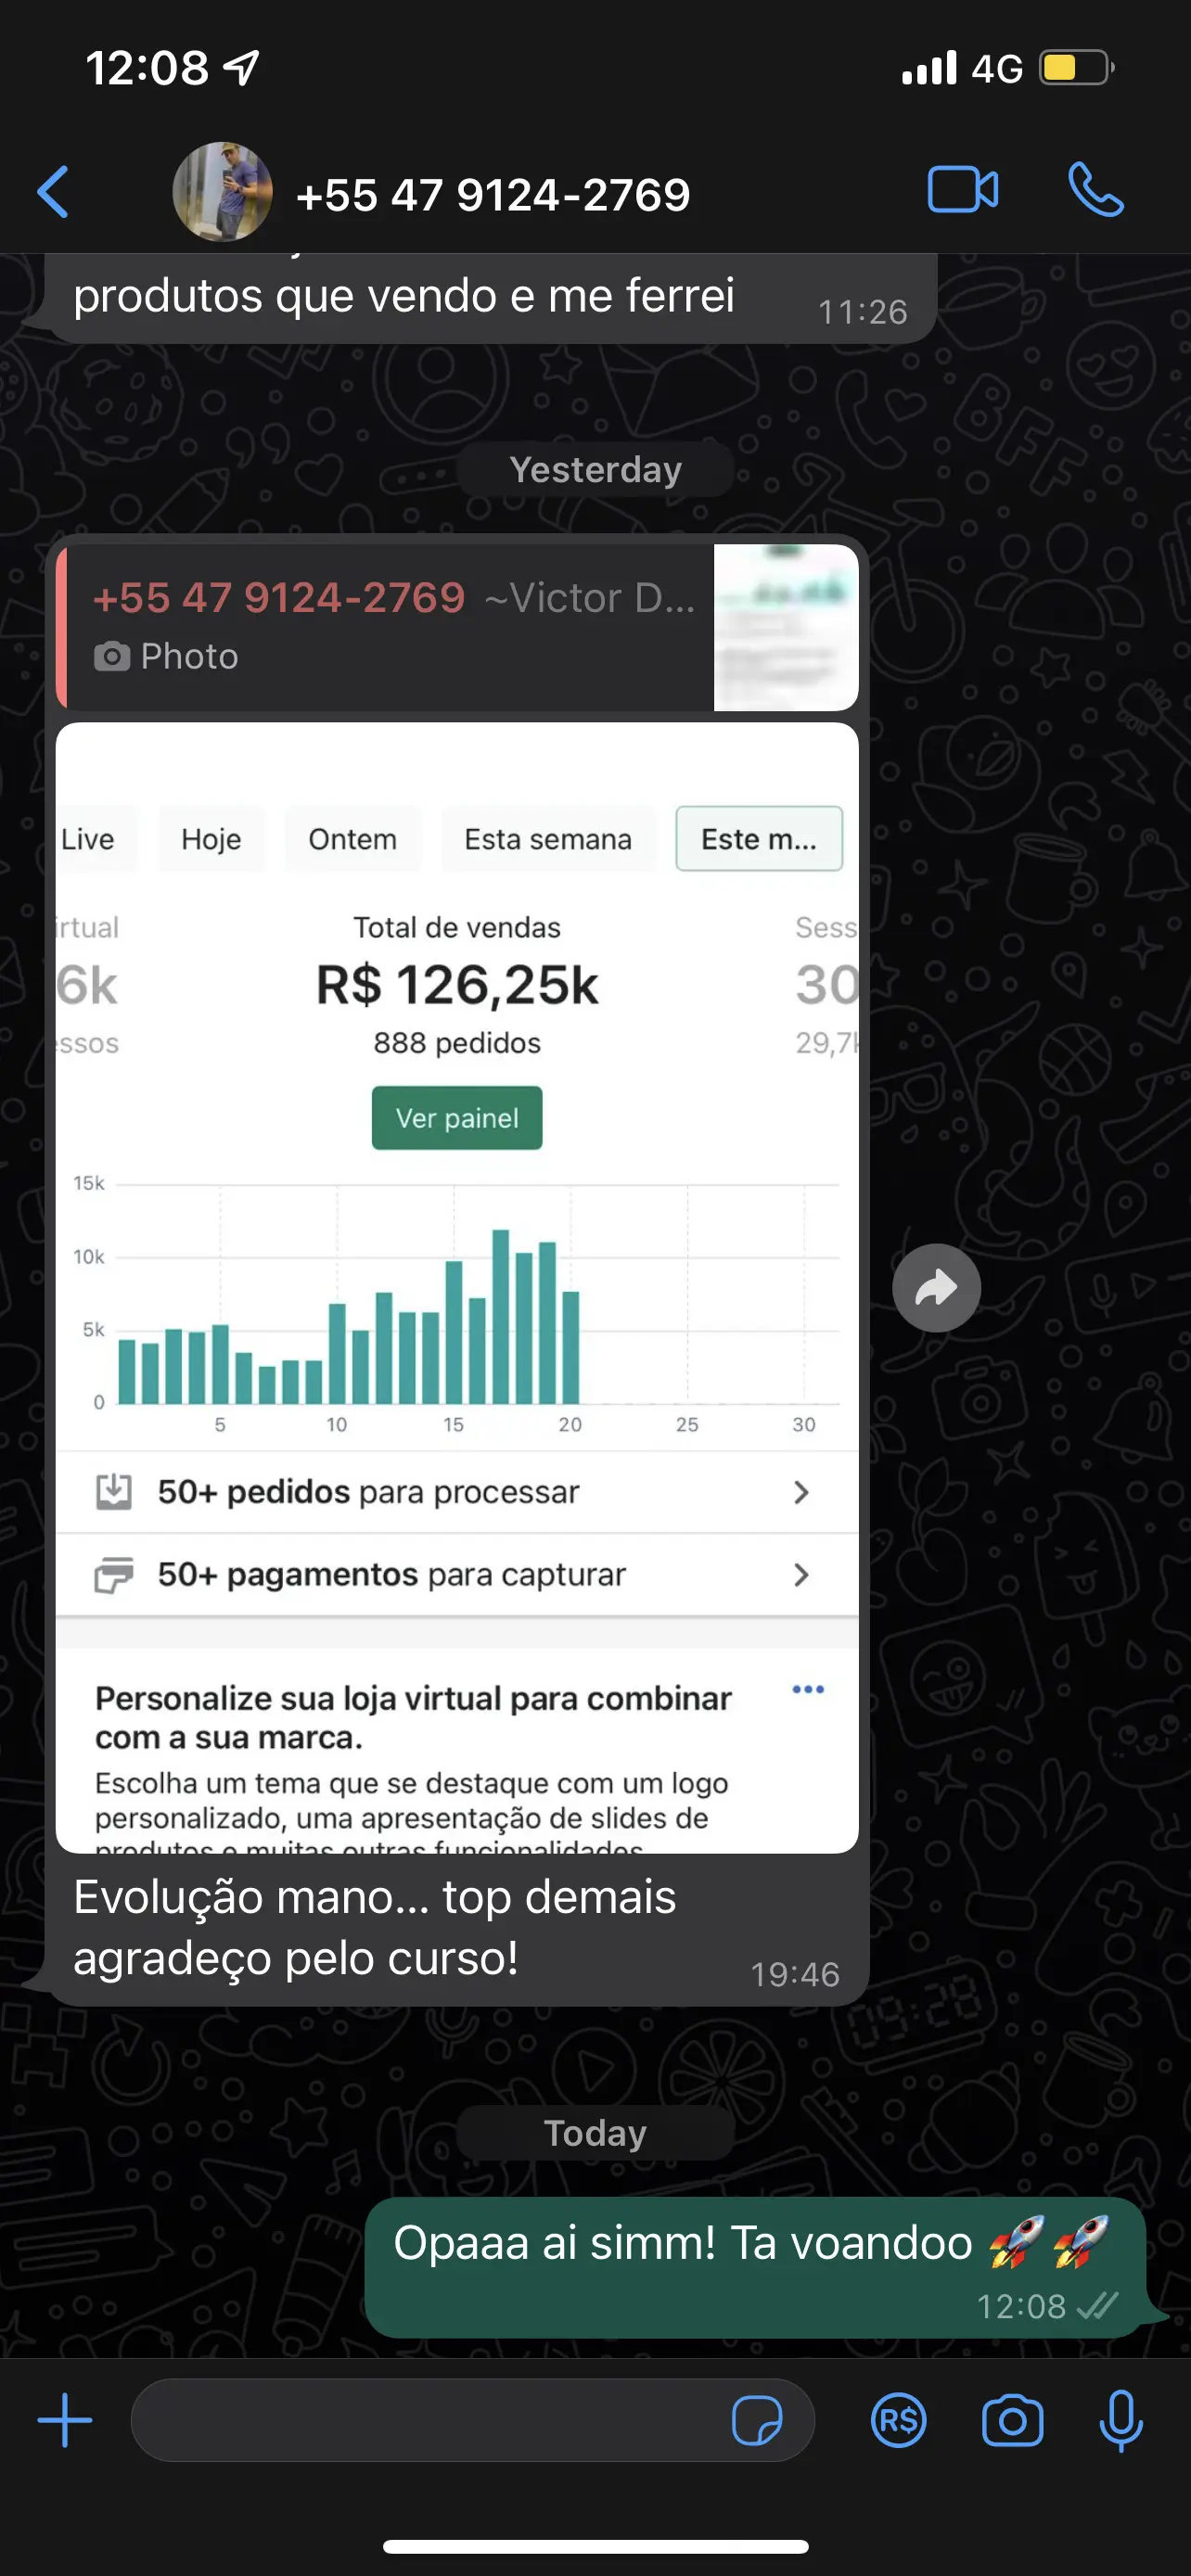 12:08
4G
+55 47 9124-2769
produtos que vendo e me ferrei
11:26
Yesterday
+55 47 9124-2769 ~Victor D...
Photo
Live Hoje Ontem Esta semana Este m...
irtual Total de vendas Sess
6k R$ 126,25k 30
essos 888 pedidos 29,7k
Ver painel
15k
10k
5k
0
5 10 15 20 25 30
50+ pedidos para processar
50+ pagamentos para capturar
Personalize sua loja virtual para combinar
com a sua marca.
Escolha um tema que se destaque com um logo
personalizado, uma apresentação de slides de
produtos e muitas outras funcionalidades
Evolução mano... top demais
agradeço pelo curso!
19:46
Today
Opaaa ai simm! Ta voandoo 🚀🚀
12:08
R$